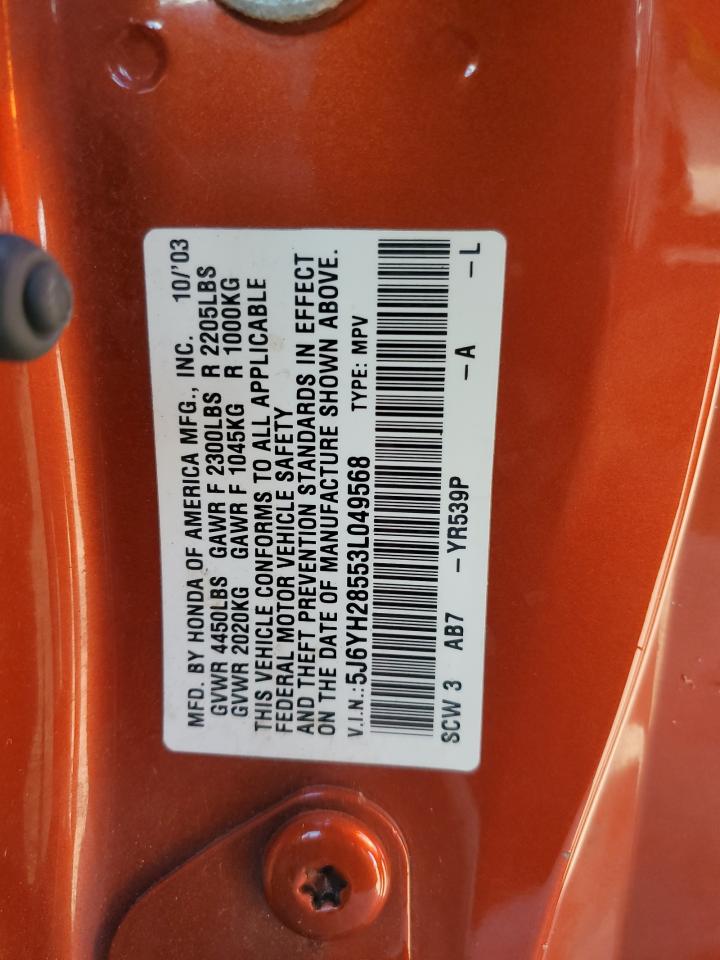 MFD. BY HONDA OF AMERICA MFG., INC. 10/'03
GVWR 4450LBS GAWR F 2300LBS R 2205LBS
GVWR 2020KG GAWR F 1045KG R 1000KG
THIS VEHICLE CONFORMS TO ALL APPLICABLE
FEDERAL MOTOR VEHICLE SAFETY
AND THEFT PREVENTION STANDARDS IN EFFECT
ON THE DATE OF MANUFACTURE SHOWN ABOVE.
V.I.N.:5J6YH28553L049568 TYPE: MPV
SCW 3 AB7 -YR539P -A -L